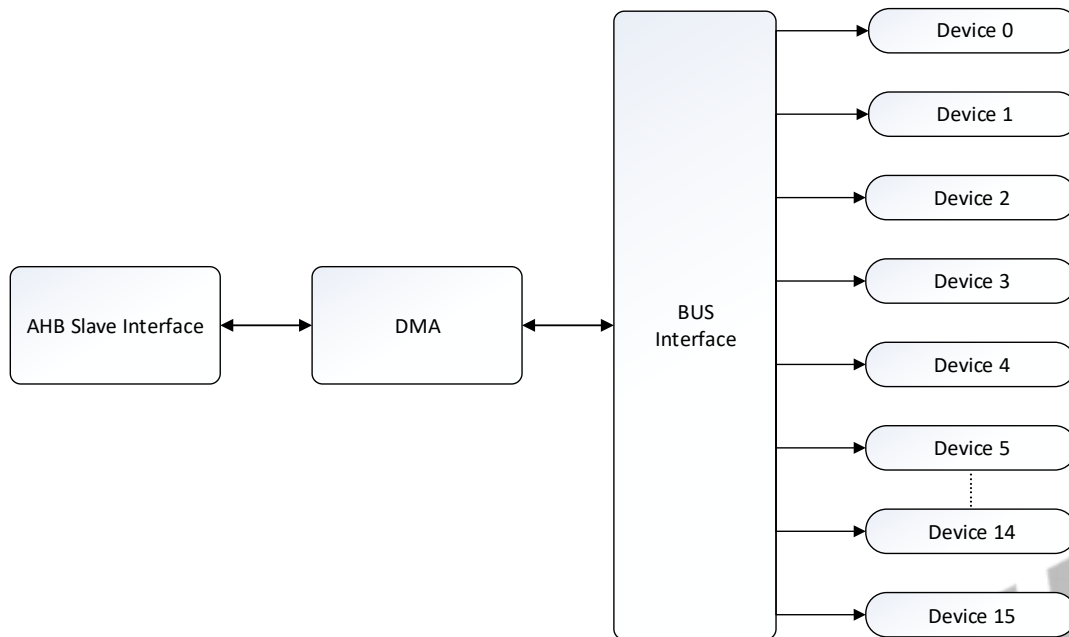 AHB Slave Interface
DMA
BUS
Interface
Device 0
Device 1
Device 2
Device 3
Device 4
Device 5
Device 14
Device 15